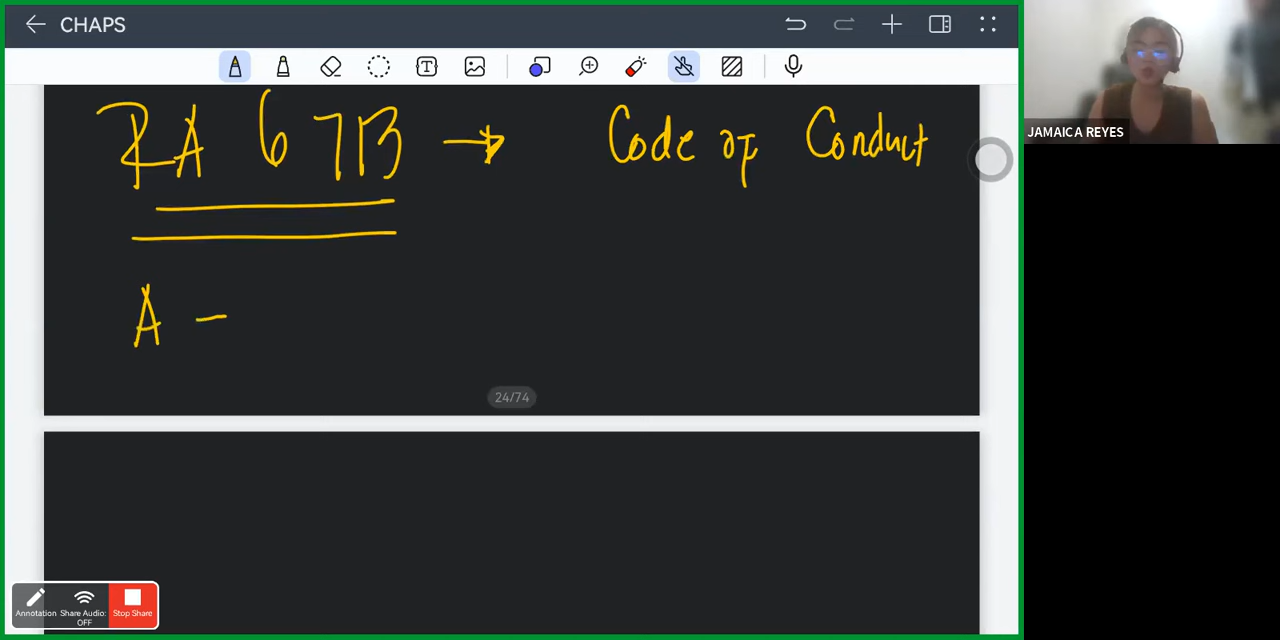 CHAPS
JAMAICA REYES
RA 6713 → Code of Conduct
A -
24/74
Annotation
Share Audio: OFF
Stop Share